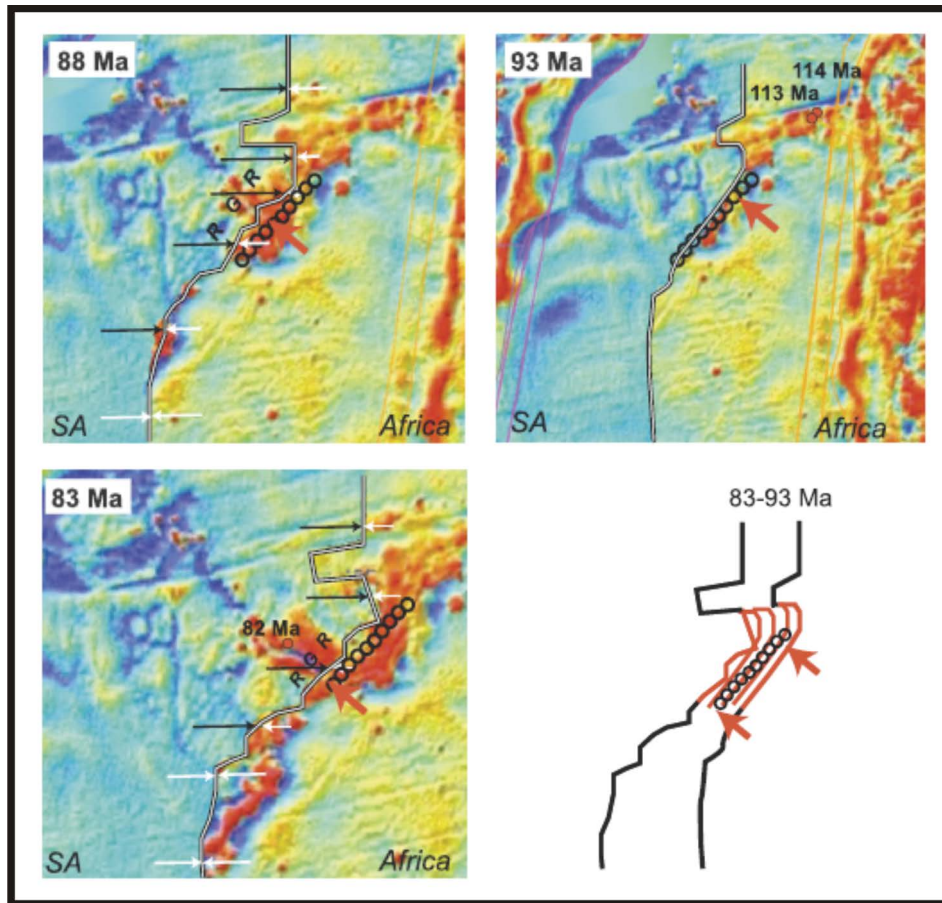 88 Ma
R
G
R
SA
Africa
93 Ma
114 Ma
113 Ma
SA
Africa
83 Ma
82 Ma
R
G
R
SA
Africa
83-93 Ma